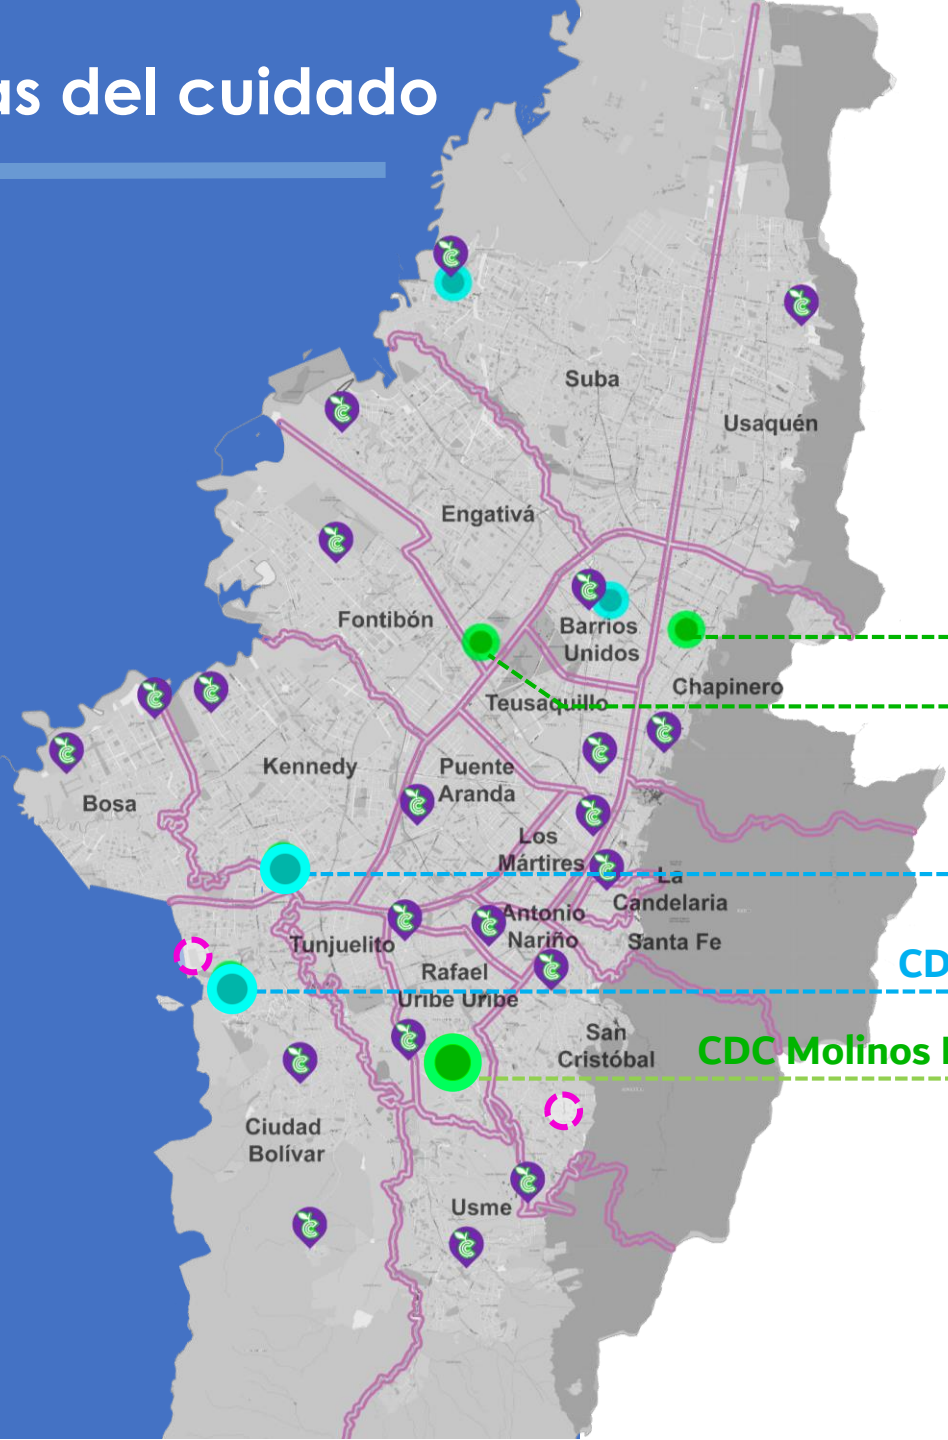 as del cuidado
Suba
Usaquén
Engativá
Fontibón
Barrios
Unidos
Chapinero
Teusaquillo
Kennedy
Puente
Aranda
Bosa
Los
Mártires
La
Candelaria
Antonio
Nariño
Santa Fe
Tunjuelito
CD
Rafael
Uribe Uribe
San
Cristóbal
CDC Molinos
Ciudad
Bolívar
Usme